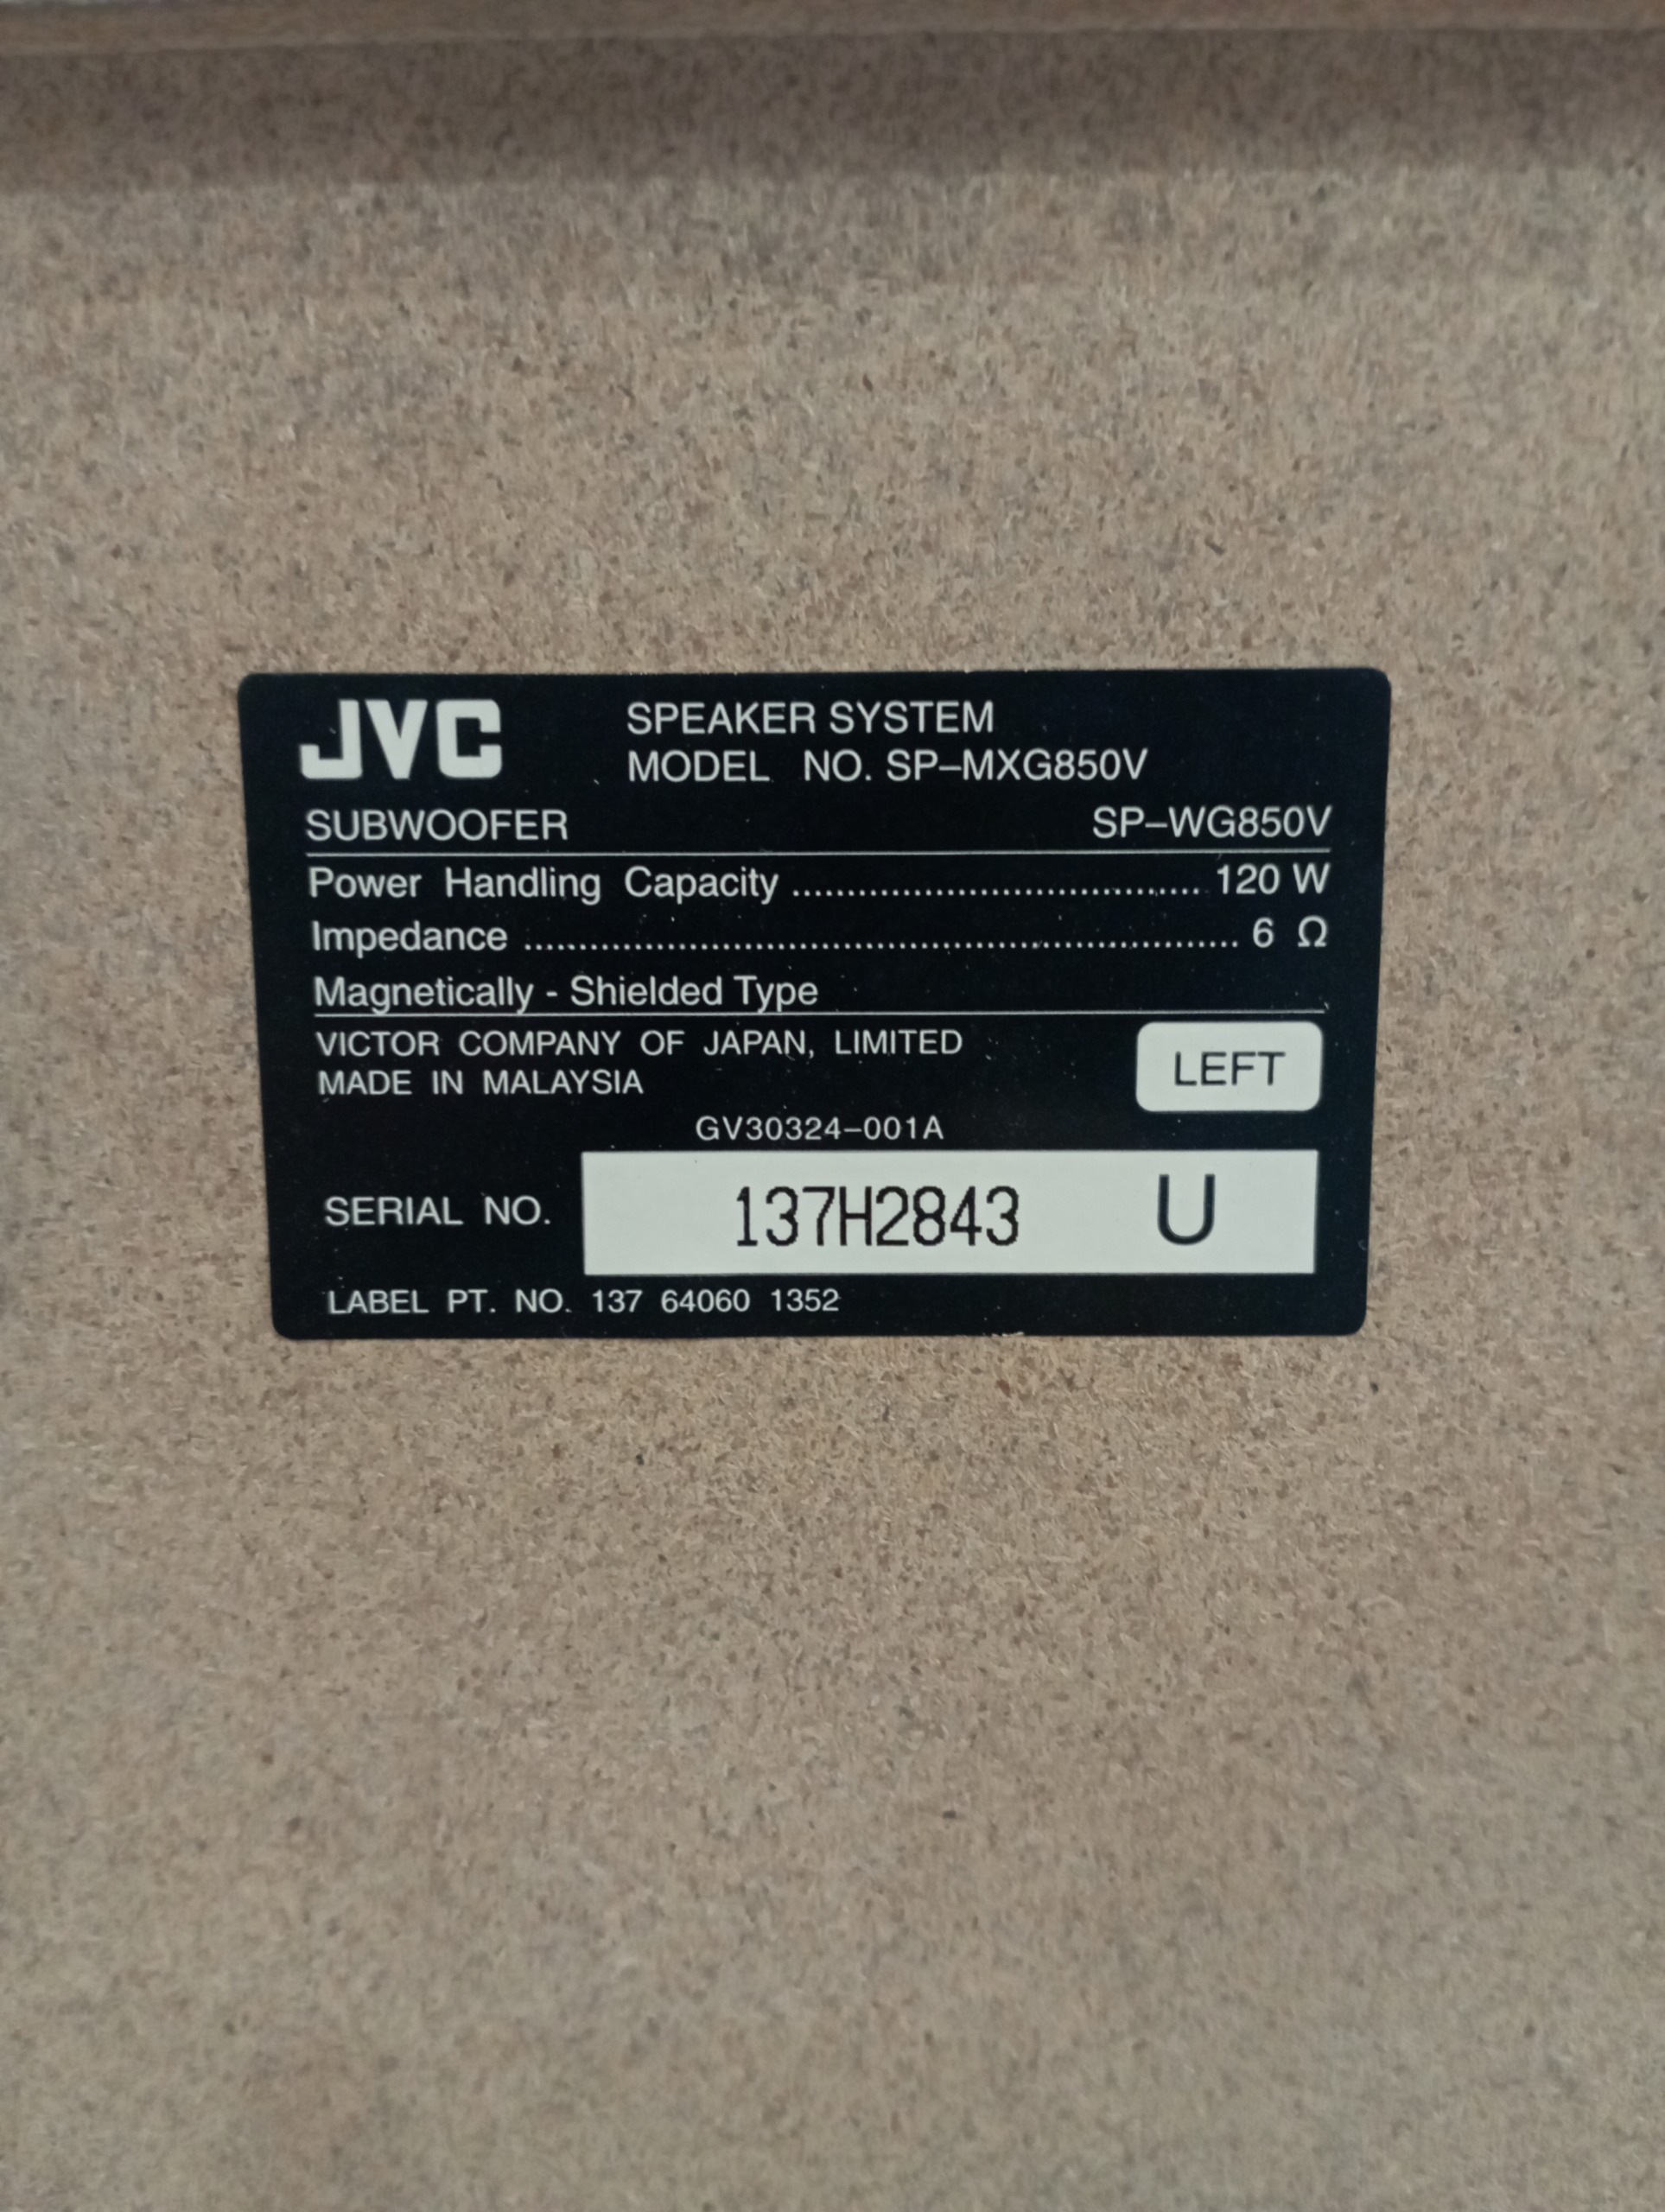 JVC SPEAKER SYSTEM
MODEL NO. SP–MXG850V
SUBWOOFER SP–WG850V
Power Handling Capacity ...................................... 120 W
Impedance .................................................................. 6 Ω
Magnetically - Shielded Type
VICTOR COMPANY OF JAPAN, LIMITED
MADE IN MALAYSIA
LEFT
GV30324–001A
SERIAL NO. 137H2843 U
LABEL PT. NO. 137 64060 1352